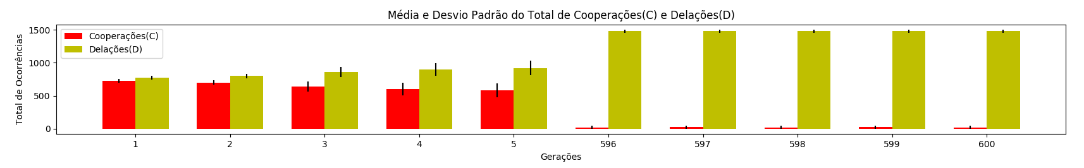 Média e Desvio Padrão do Total de Cooperações(C) e Delações(D)
Total de Ocorrências
1500
1000
500
0
Cooperações(C)
Delações(D)
1 2 3 4 5 596 597 598 599 600
Gerações